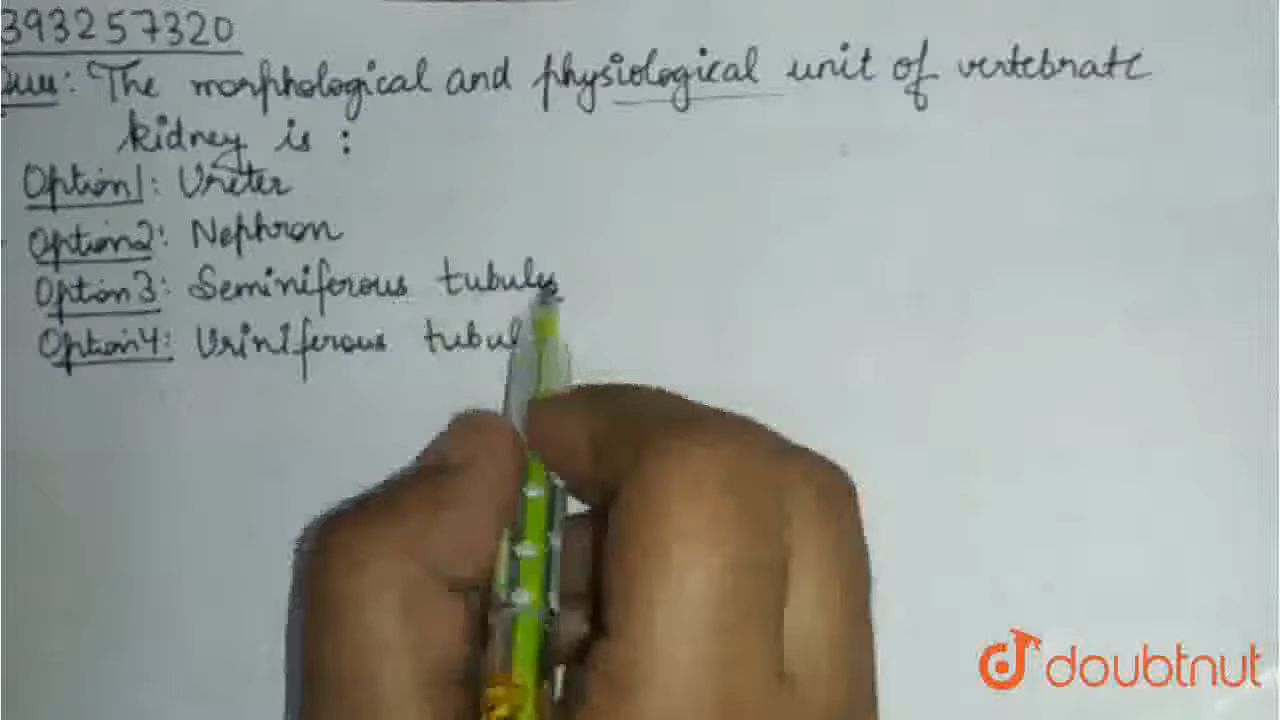 393257320
Ques: The morphological and physiological unit of vertebrate
kidney is :
Option1: Ureter
Option2: Nephron
Option3: Seminiferous tubules
Option4: Uriniferous tubul
doubtnut